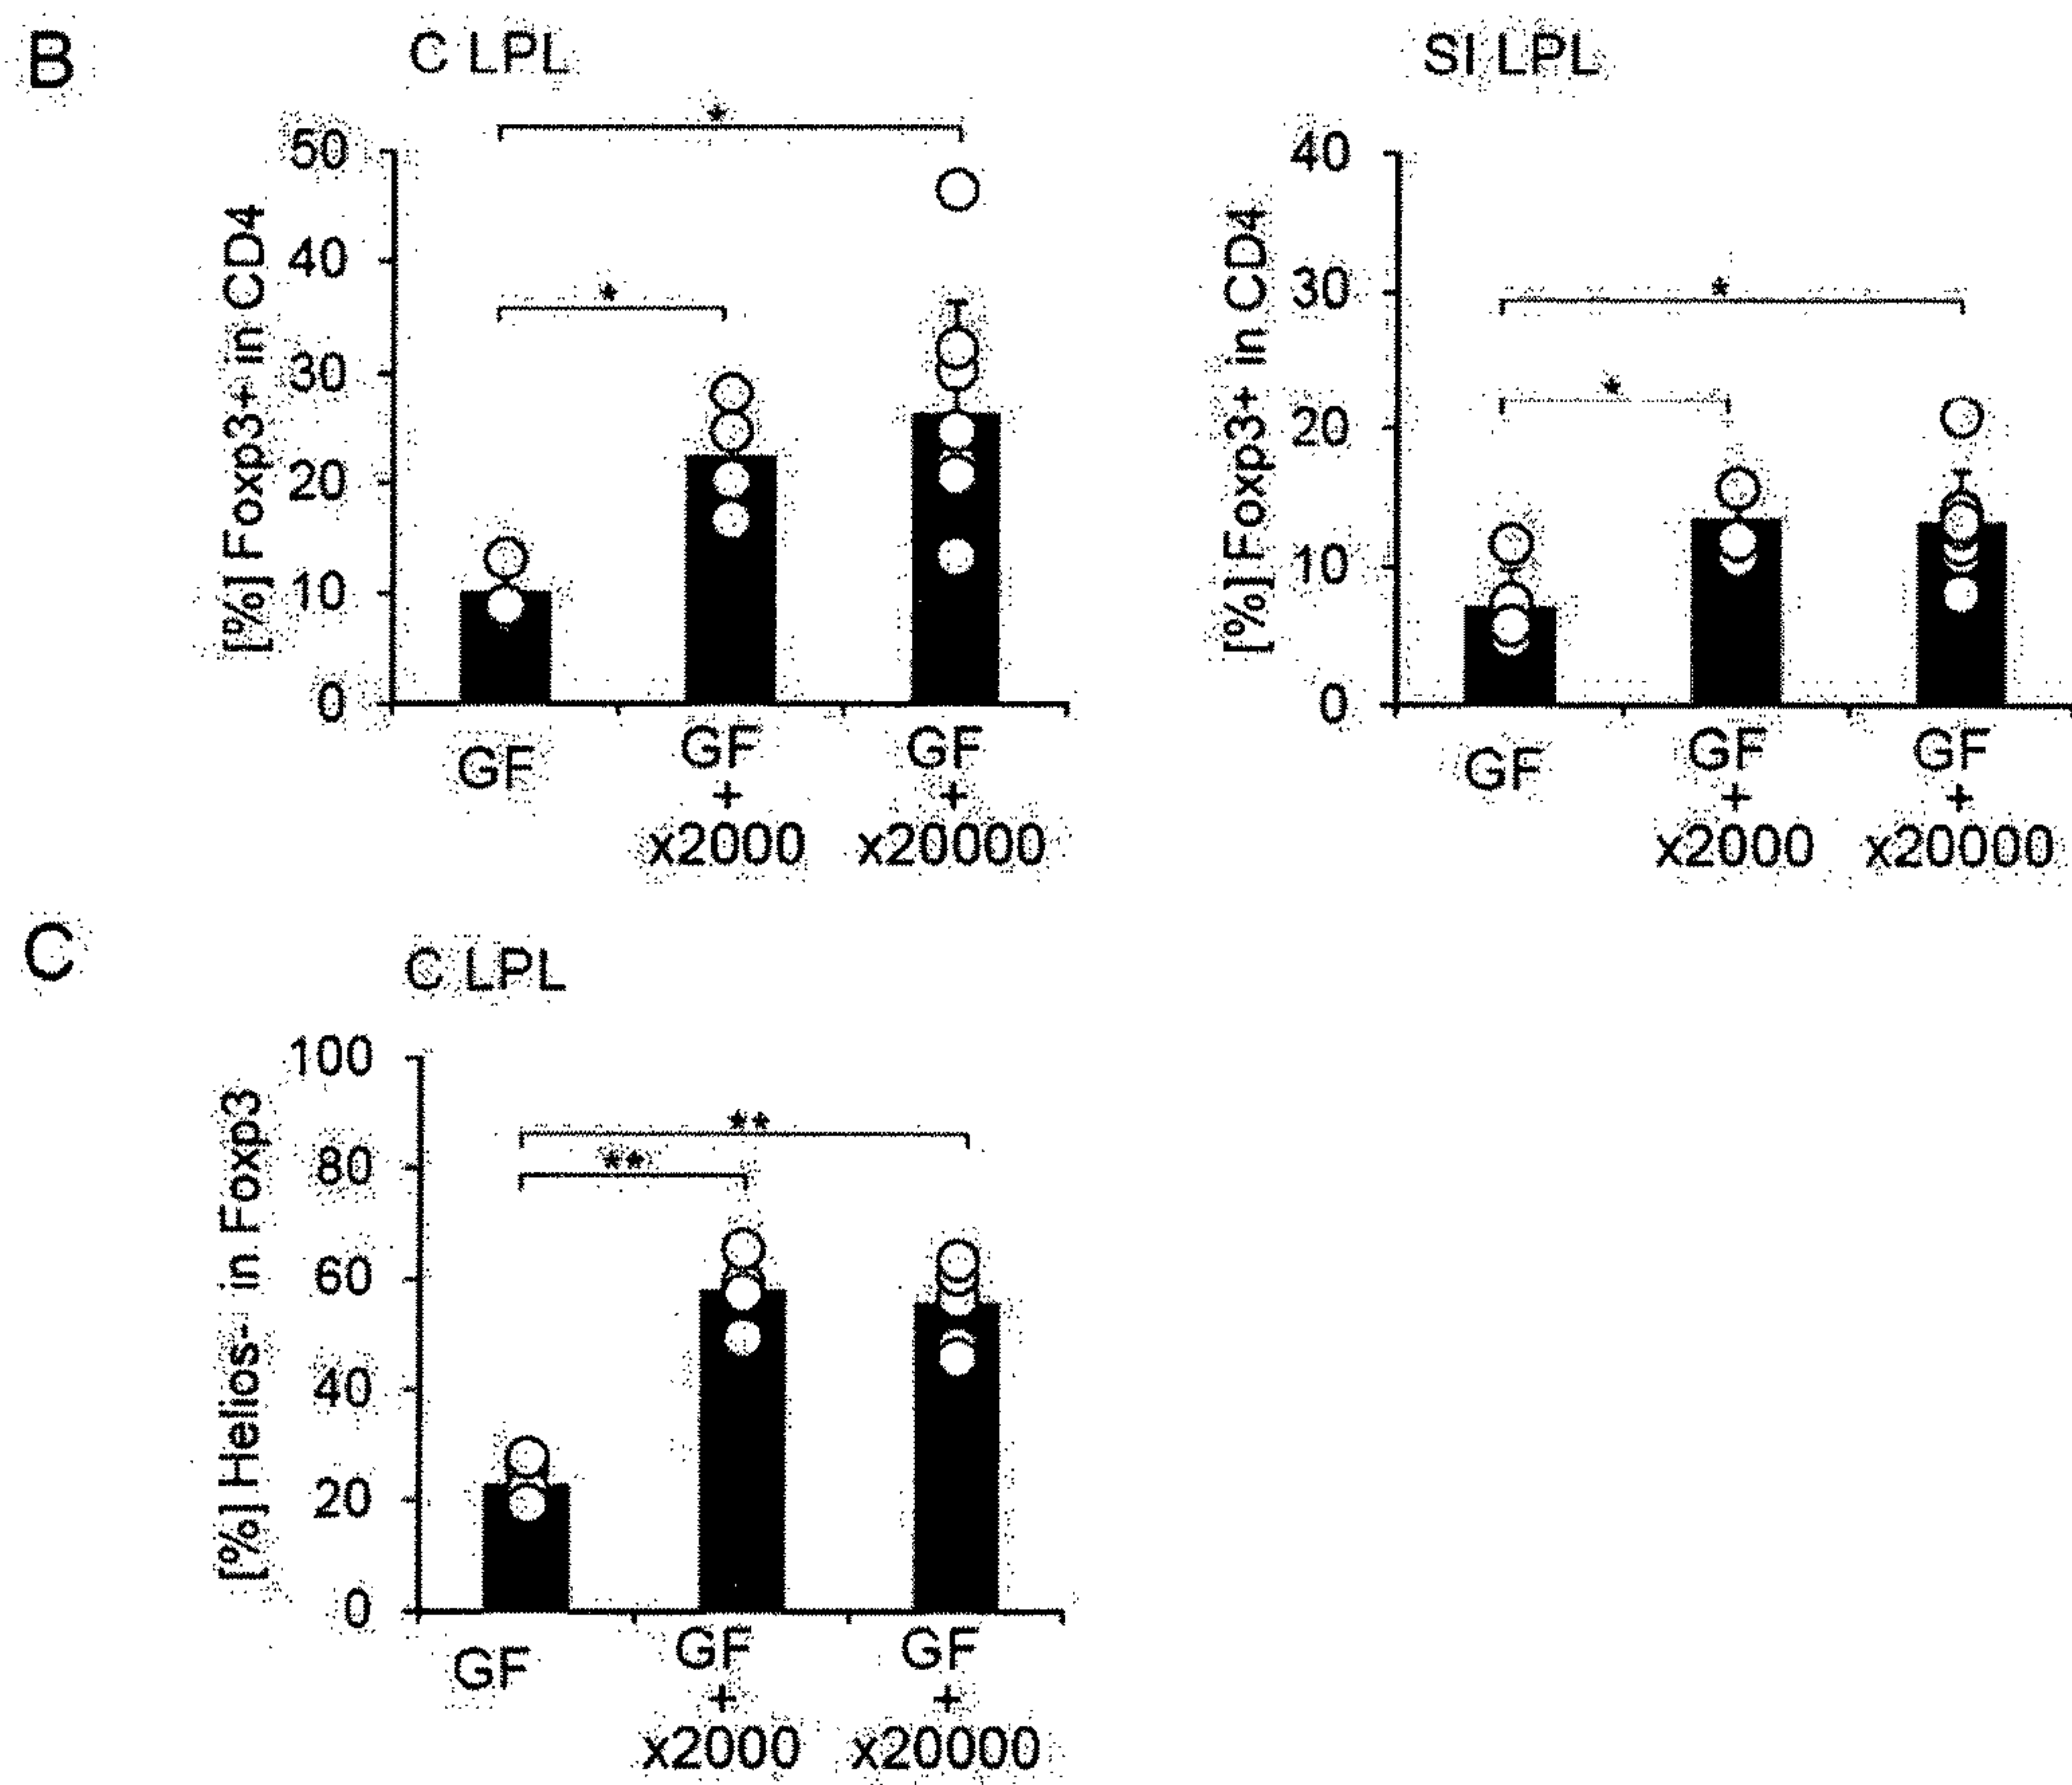 B
C LPL
[%] Foxp3+ in CD4
50
40
30
20
10
0
*
*
GF
GF
+
x2000
GF
+
x20000
SI LPL
[%] Foxp3+ in CD4
40
30
20
10
0
*
*
GF
GF
+
x2000
GF
+
x20000
C
C LPL
[%] Helios- in Foxp3
100
80
60
40
20
0
**
**
GF
GF
+
x2000
GF
+
x20000